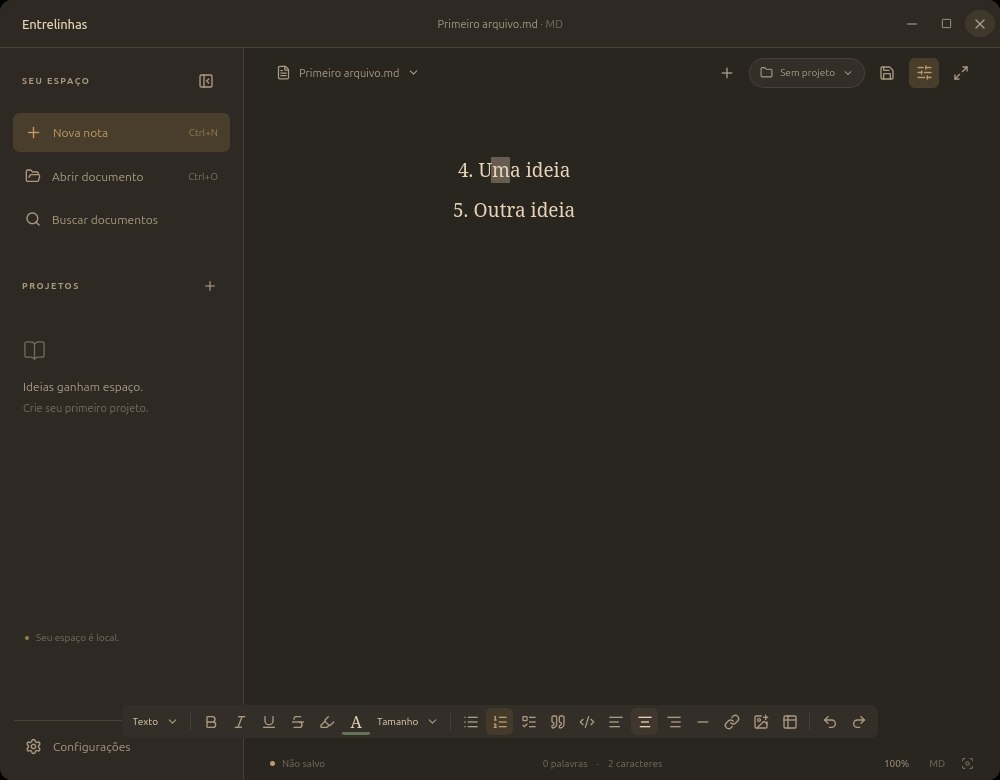 Entrelinhas
Primeiro arquivo.md · MD
SEU ESPAÇO
Nova nota Ctrl+N
Abrir documento Ctrl+O
Buscar documentos
PROJETOS
Ideias ganham espaço.
Crie seu primeiro projeto.
Seu espaço é local.
Configurações
Primeiro arquivo.md
Sem projeto
4. Uma ideia
5. Outra ideia
Texto B I U S A Tamanho
Não salvo 0 palavras · 2 caracteres 100% MD